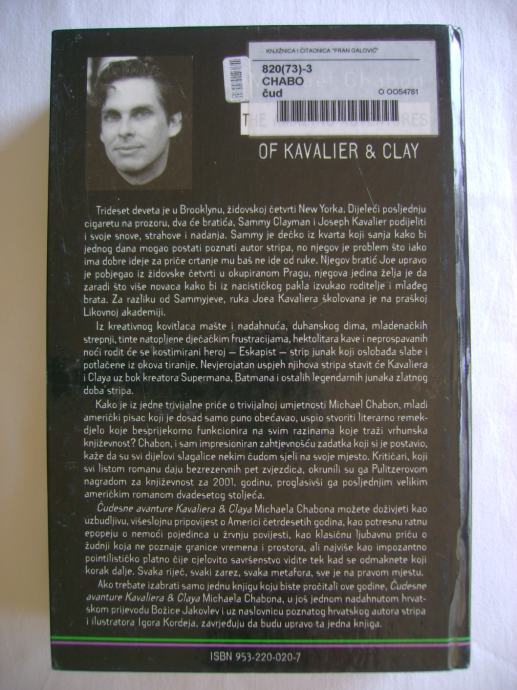 KNJIŽNICA I ČITAONICA "FRAN GALOVIĆ"
820(73)-3
CHABO
čud
O OO54781
OF KAVALIER & CLAY
Trideset deveta je u Brooklynu, židovskoj četvrti New Yorka. Dijeleći posljednju
cigaretu na prozoru, dva će bratića, Sammy Clayman i Joseph Kavalier podijeliti
i svoje snove, strahove i nadanja. Sammy je dečko iz kvarta koji sanja kako bi
jednog dana mogao postati poznati autor stripa, no njegov je problem što iako
ima dobre ideje za priče crtanje mu baš ne ide od ruke. Njegov bratić Joe upravo
je pobjegao iz židovske četvrti u okupiranom Pragu, njegova jedina želja je da
zaradi što više novaca kako bi iz nacističkog pakla izvukao roditelje i mlađeg
brata. Za razliku od Sammyjeve, ruka Joea Kavaliera školovana je na praškoj
Likovnoj akademiji.
Iz kreativnog kovitlaca mašte i nadahnuća, duhanskog dima, mladenačkih
strepnji, tinte natopljene dječačkim frustracijama, hektolitara kave i neprospavanih
noći rodit će se kostimirani heroj — Eskapist — strip junak koji oslobađa slabe i
potlačene iz okova tiranije. Nevjerojatan uspjeh njihova stripa stavit će Kavaliera
i Claya uz bok kreatora Supermana, Batmana i ostalih legendarnih junaka zlatnog
doba stripa.
Kako je iz jedne trivijalne priče o trivijalnoj umjetnosti Michael Chabon, mladi
američki pisac koji je dosad samo puno obećavao, uspio stvoriti literarno remek-
djelo koje besprijekorno funkcionira na svim razinama koje traži vrhunska
književnost? Chabon, i sam impresioniran zahtjevnošću zadatka koji si je postavio,
kaže da su svi dijelovi slagalice nekim čudom sjeli na svoje mjesto. Kritičari, koji
svi listom romanu daju bezrezervnih pet zvjezdica, okrunili su ga Pulitzerovom
nagradom za književnost za 2001. godinu, proglasivši ga posljednjim velikim
američkim romanom dvadesetog stoljeća.
Čudesne avanture Kavaliera & Claya Michaela Chabona možete doživjeti kao
uzbudljivu, višeslojnu pripovijest o Americi četrdesetih godina, kao potresnu ratnu
epopeju o nemoći pojedinca u žrvnju povijesti, kao klasičnu ljubavnu priču o
žudnji koja ne poznaje granice vremena i prostora, ali najviše kao impozantno
pointilističko platno čije cjelovito savršenstvo vidite tek kad se odmaknete koji
korak dalje. Svaka riječ, svaki zarez, svaka metafora, sve je na pravom mjestu.
Ako trebate izabrati samo jednu knjigu koju biste pročitali ove godine, Čudesne
avanture Kavaliera & Claya Michaela Chabona, u još jednom nadahnutom hrvat-
skom prijevodu Božice Jakovlev i uz naslovnicu poznatog hrvatskog autora stripa
i ilustratora Igora Kordeja, zavrjeđuju da budu upravo ta jedna knjiga.
ISBN 953-220-020-7